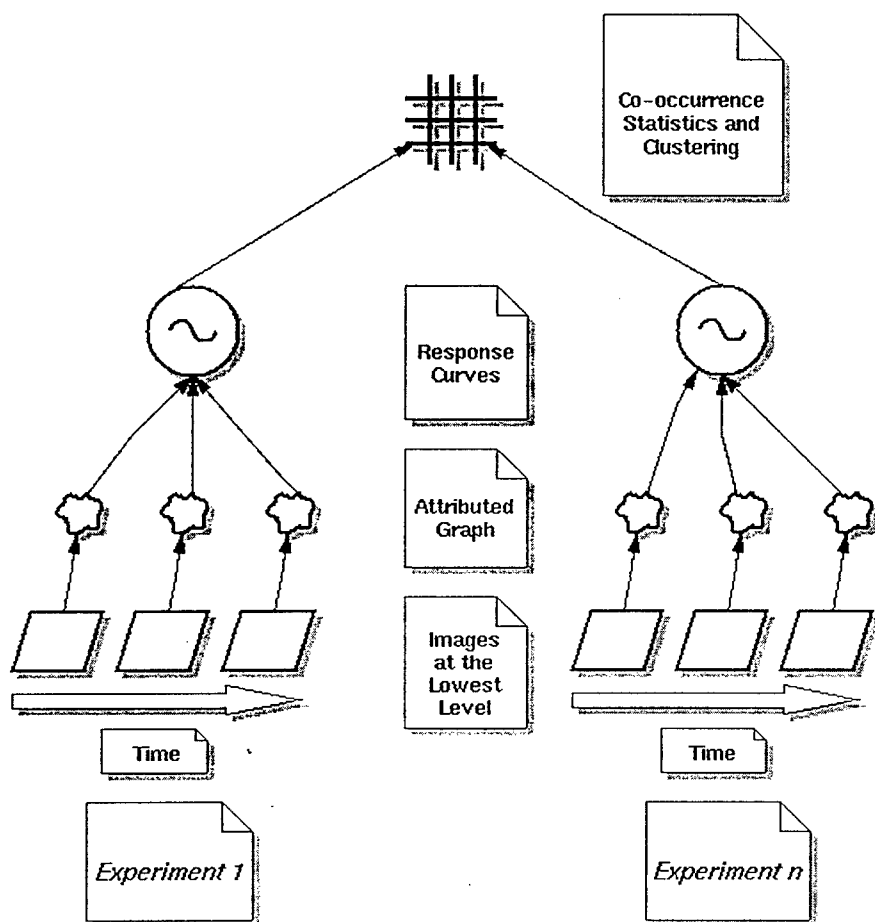 Co-occurrence
Statistics and
Clustering
Response
Curves
Attributed
Graph
Images
at the
Lowest
Level
Time
Time
Experiment 1
Experiment n